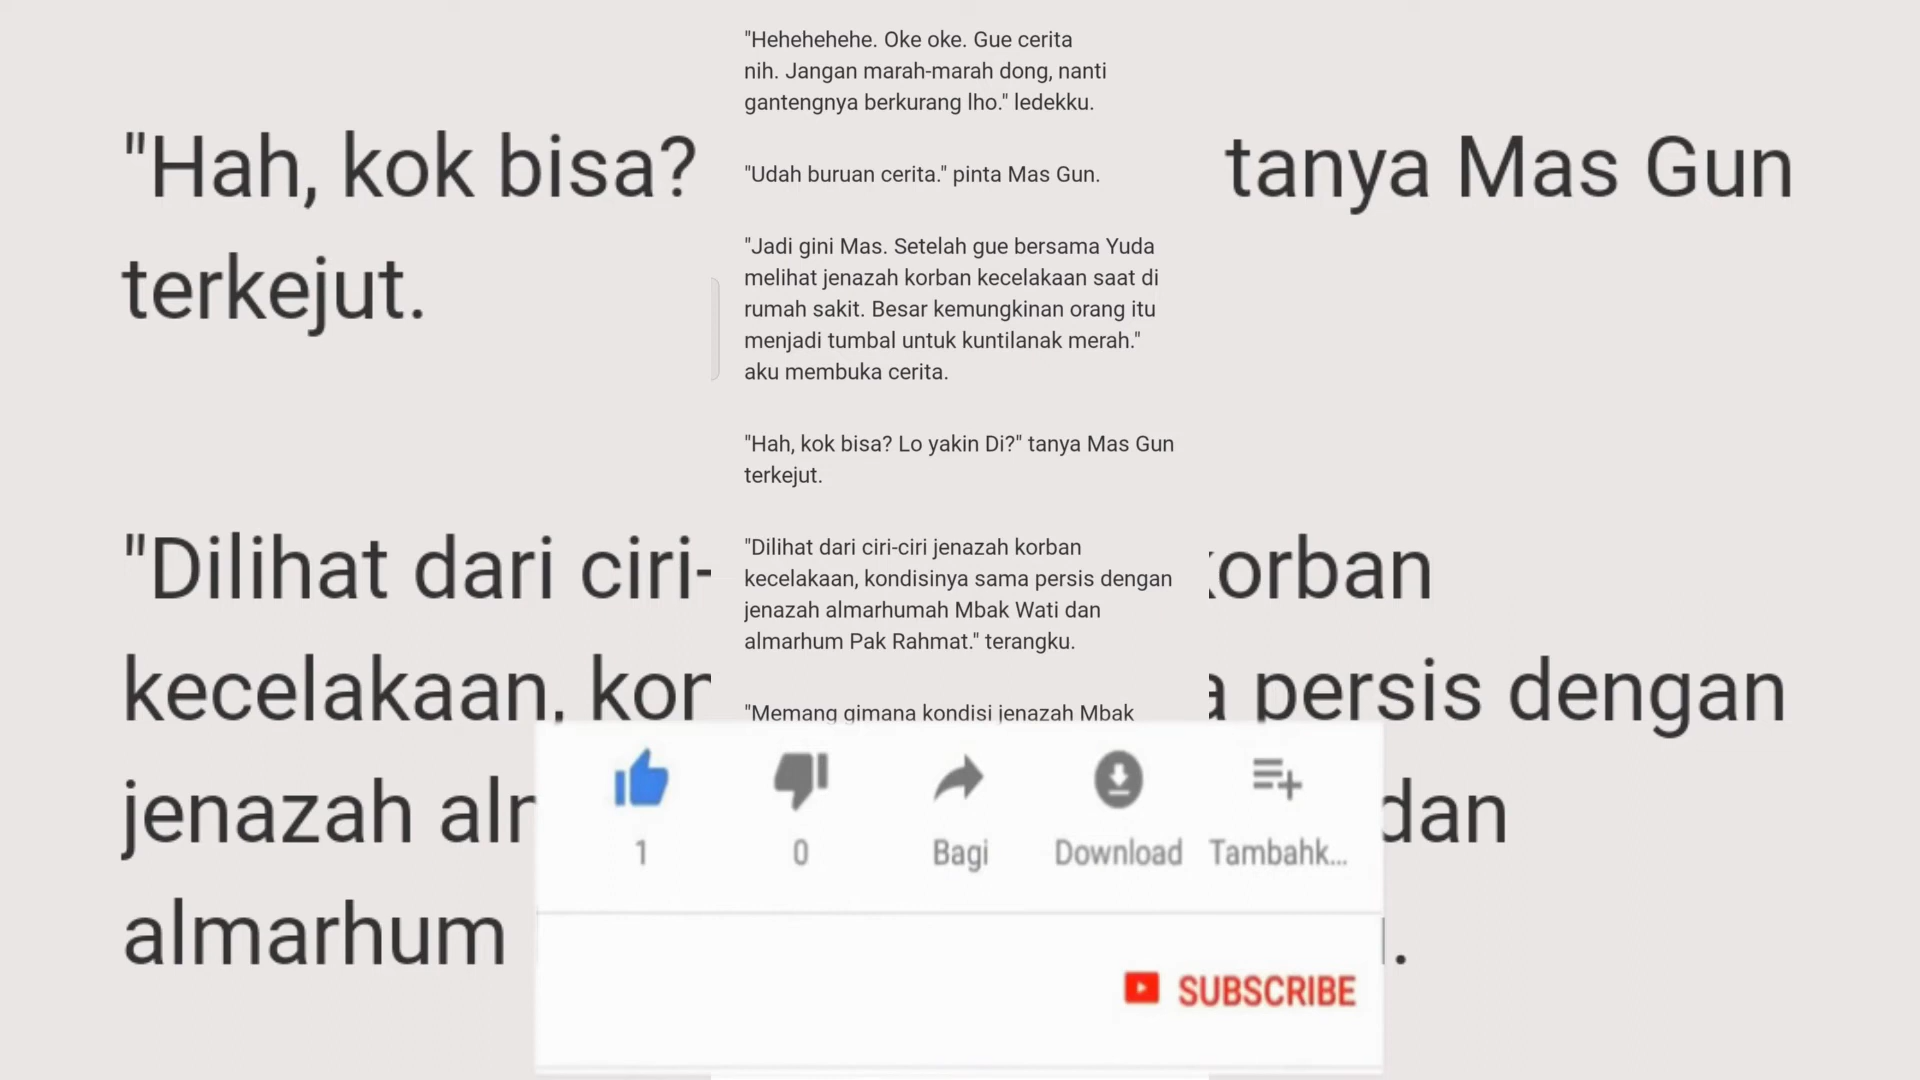 "Hehehehehe. Oke oke. Gue cerita
nih. Jangan marah-marah dong, nanti
gantengnya berkurang lho." ledekku.
"Udah buruan cerita." pinta Mas Gun.
"Jadi gini Mas. Setelah gue bersama Yuda
melihat jenazah korban kecelakaan saat di
rumah sakit. Besar kemungkinan orang itu
menjadi tumbal untuk kuntilanak merah."
aku membuka cerita.
"Hah, kok bisa? Lo yakin Di?" tanya Mas Gun
terkejut.
"Dilihat dari ciri-ciri jenazah korban
kecelakaan, kondisinya sama persis dengan
jenazah almarhumah Mbak Wati dan
almarhum Pak Rahmat." terangku.
"Memang gimana kondisi jenazah Mbak
"Hah, kok bisa? tanya Mas Gun
terkejut.
"Dilihat dari ciri- korban
kecelakaan, kon persis dengan
jenazah alm dan
almarhum .
1 0 Bagi Download Tambahk...
SUBSCRIBE